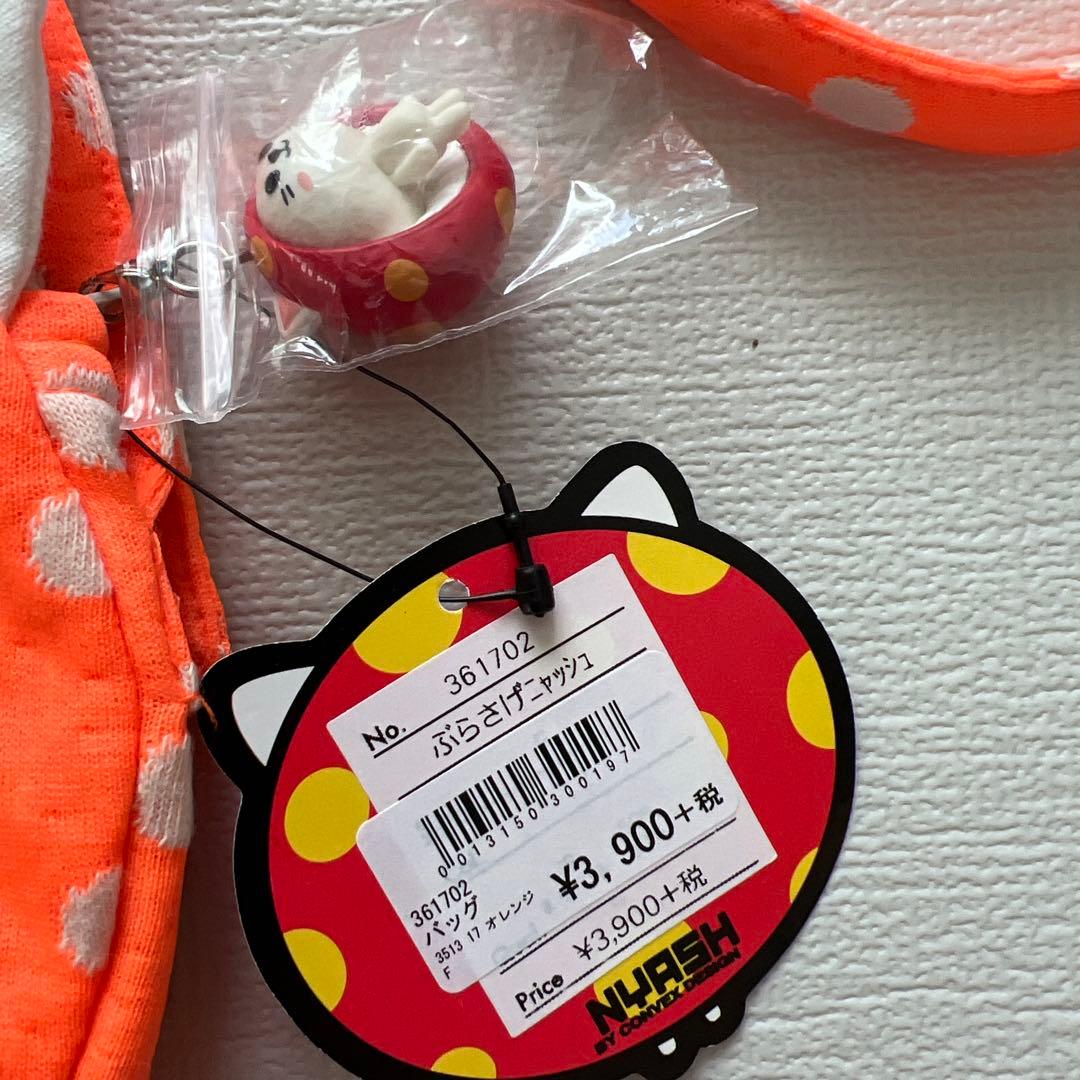 No. 361702
ぶらさげニャッシュ
0013150300197
361702
バッグ
3513 17 オレンジ
F
¥3,900+税
Price ¥3,900+税
NYASH
BY CONVEX DESIGN